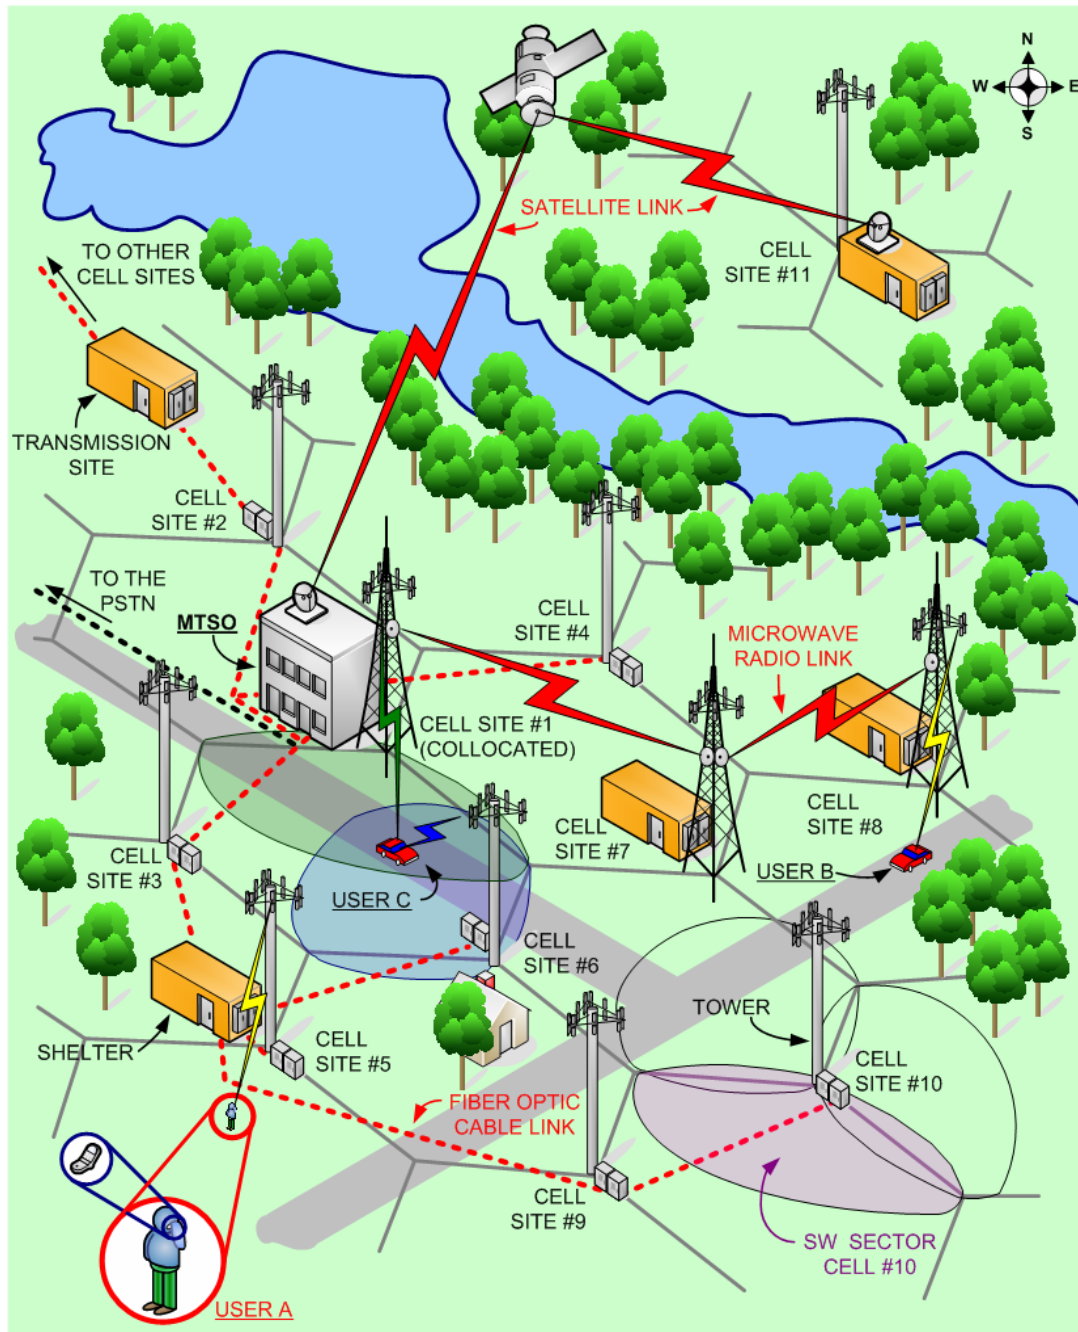 N
W
E
S
SATELLITE LINK
CELL
SITE #11
TO OTHER
CELL SITES
TRANSMISSION
SITE
CELL
SITE #2
TO THE
PSTN
MTSO
CELL
SITE #4
MICROWAVE
RADIO LINK
CELL SITE #1
(COLLOCATED)
CELL
SITE #7
CELL
SITE #8
USER B
CELL
SITE #3
USER C
CELL
SITE #6
TOWER
SHELTER
CELL
SITE #5
CELL
SITE #10
FIBER OPTIC
CABLE LINK
CELL
SITE #9
SW SECTOR
CELL #10
USER A